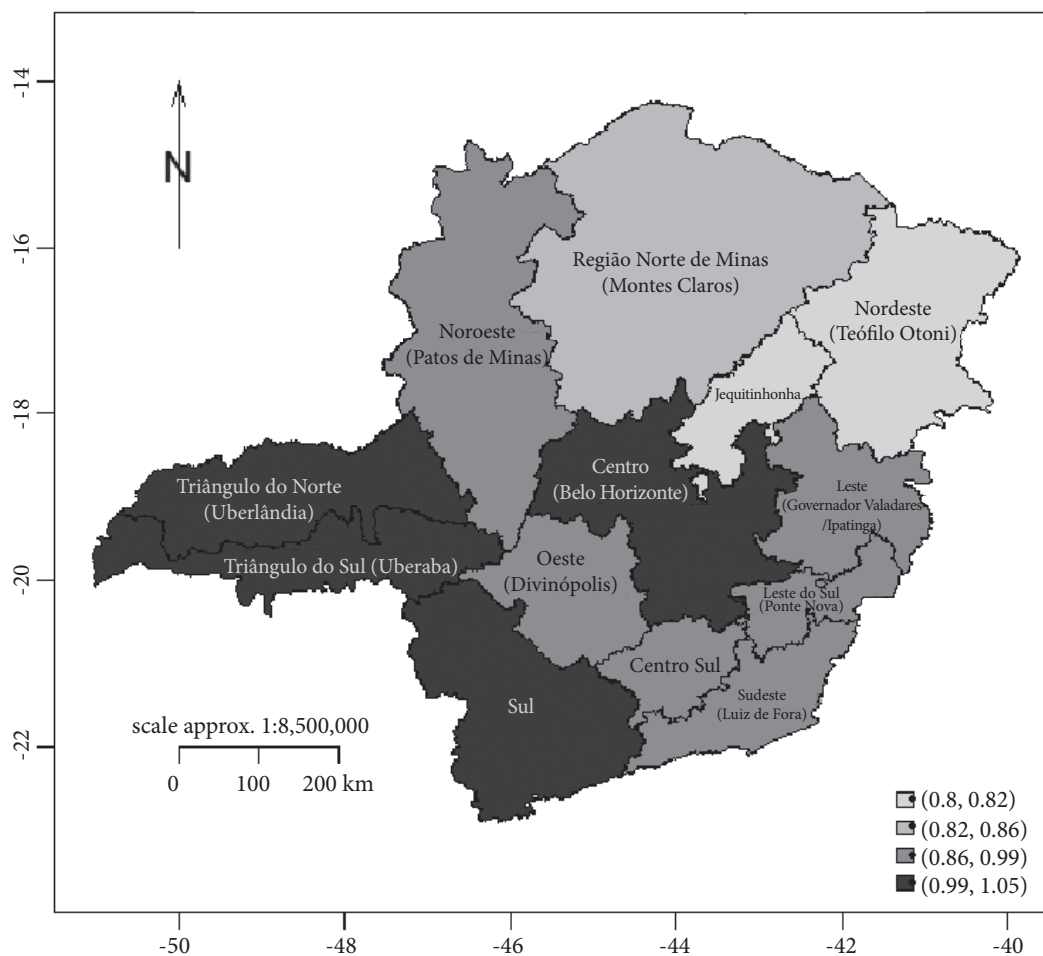 -14
-16
-18
-20
-22
N
Região Norte de Minas
(Montes Claros)
Nordeste
(Teófilo Otoni)
Noroeste
(Patos de Minas)
Jequitinhonha
Centro
(Belo Horizonte)
Triângulo do Norte
(Uberlândia)
Leste
(Governador Valadares
/Ipatinga)
Triângulo do Sul (Uberaba)
Oeste
(Divinópolis)
Leste do Sul
(Ponte Nova)
Centro Sul
Sul
Sudeste
(Luiz de Fora)
scale approx. 1:8,500,000
0 100 200 km
(0.8, 0.82)
(0.82, 0.86)
(0.86, 0.99)
(0.99, 1.05)
-50 -48 -46 -44 -42 -40